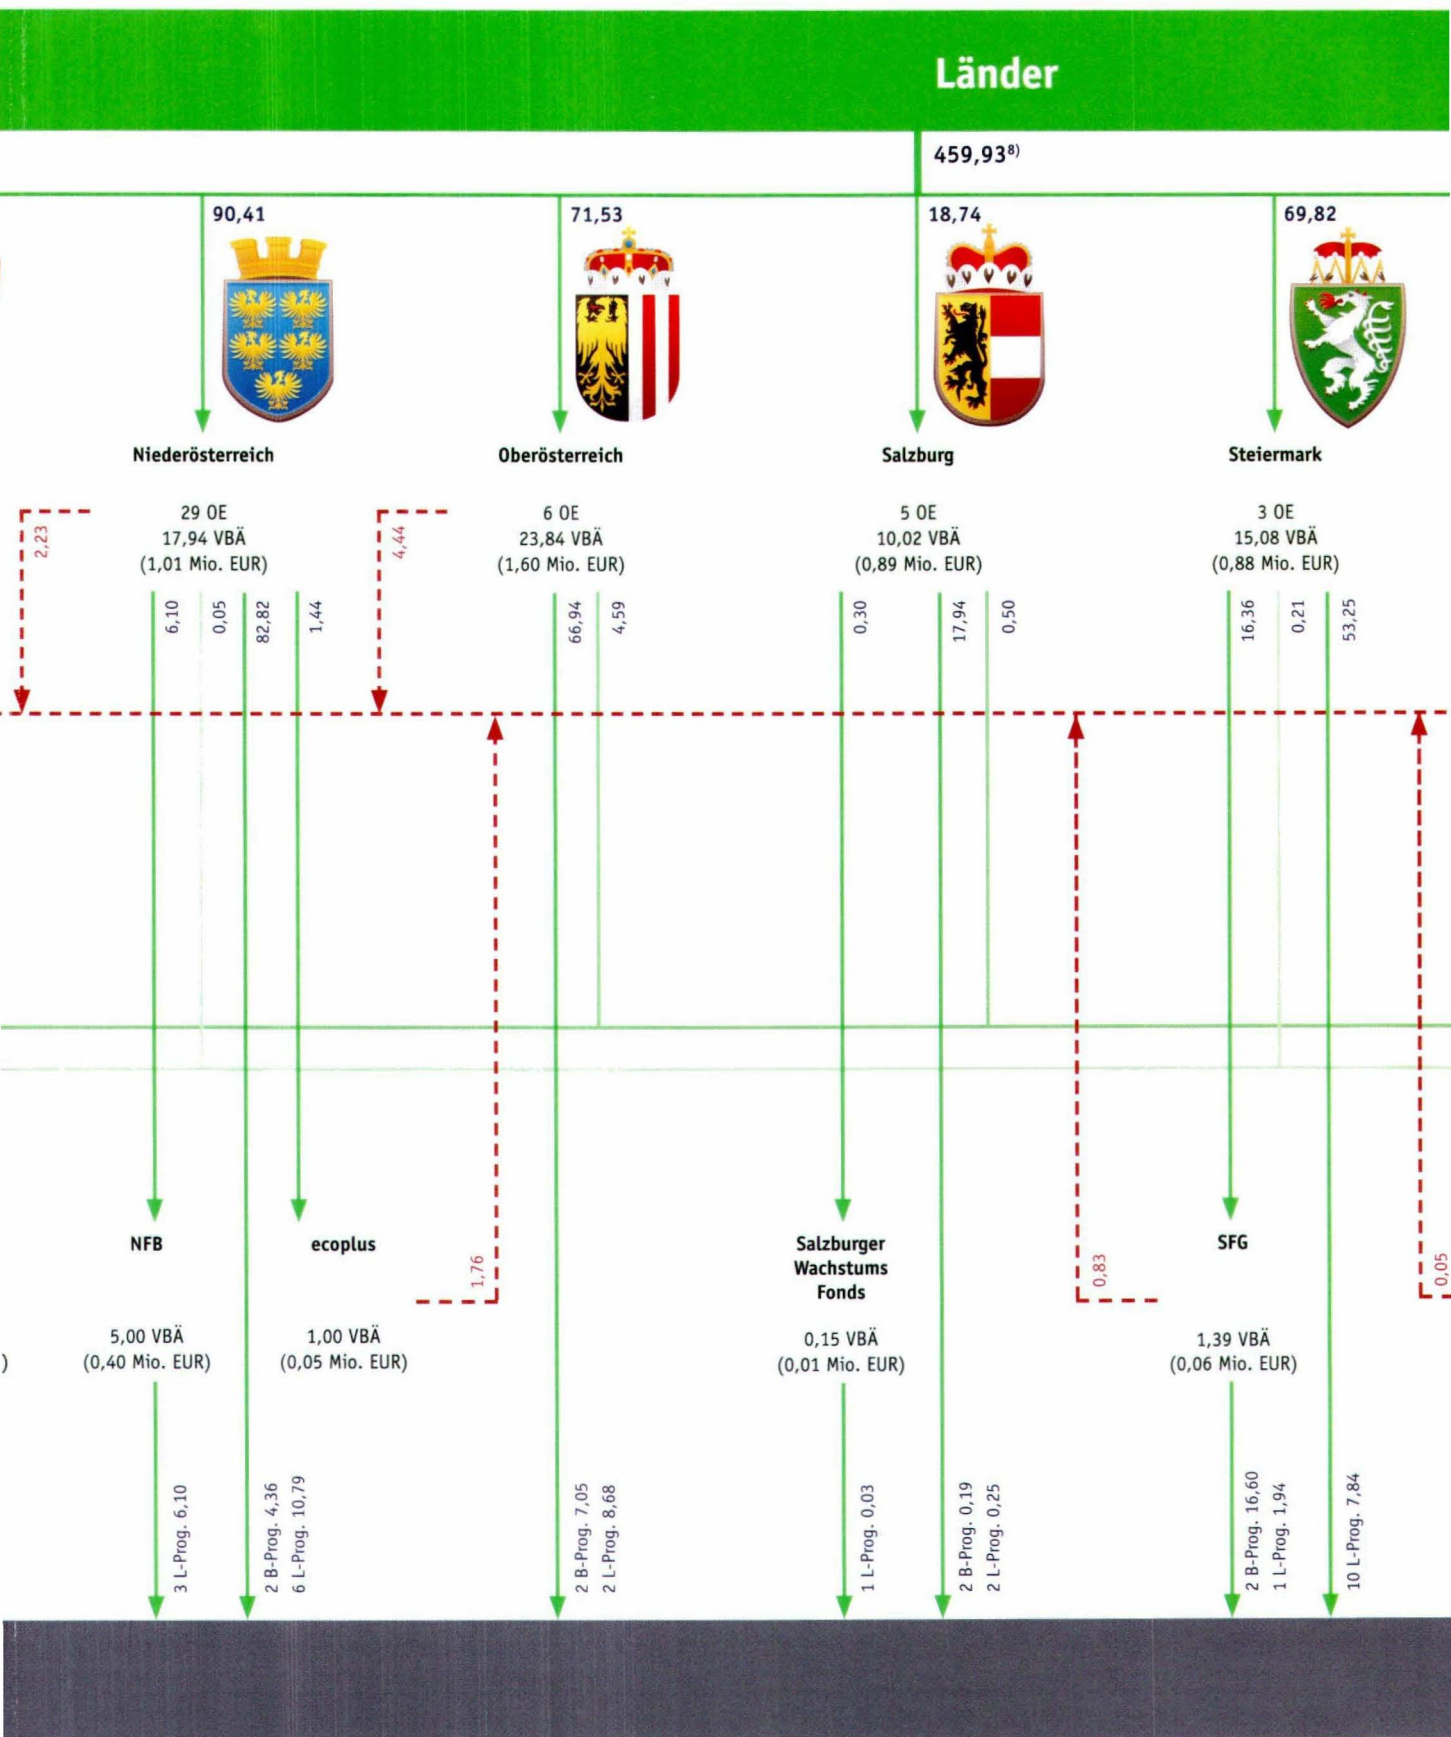 Länder
459,93⁸⁾
90,41
71,53
18,74
69,82
Niederösterreich
Oberösterreich
Salzburg
Steiermark
29 OE
17,94 VBÄ
(1,01 Mio. EUR)
6 OE
23,84 VBÄ
(1,60 Mio. EUR)
5 OE
10,02 VBÄ
(0,89 Mio. EUR)
3 OE
15,08 VBÄ
(0,88 Mio. EUR)
2,23
4,44
6,10
0,05
82,82
1,44
66,94
4,59
0,30
17,94
0,50
16,36
0,21
53,25
NFB
ecoplus
Salzburger
Wachstums
Fonds
SFG
1,76
0,83
0,05
)
5,00 VBÄ
(0,40 Mio. EUR)
1,00 VBÄ
(0,05 Mio. EUR)
0,15 VBÄ
(0,01 Mio. EUR)
1,39 VBÄ
(0,06 Mio. EUR)
3 L-Prog. 6,10
2 B-Prog. 4,36
6 L-Prog. 10,79
2 B-Prog. 7,05
2 L-Prog. 8,68
1 L-Prog. 0,03
2 B-Prog. 0,19
2 L-Prog. 0,25
2 B-Prog. 16,60
1 L-Prog. 1,94
10 L-Prog. 7,84